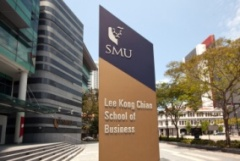 SMU
Lee Kong Chian
School of
Business